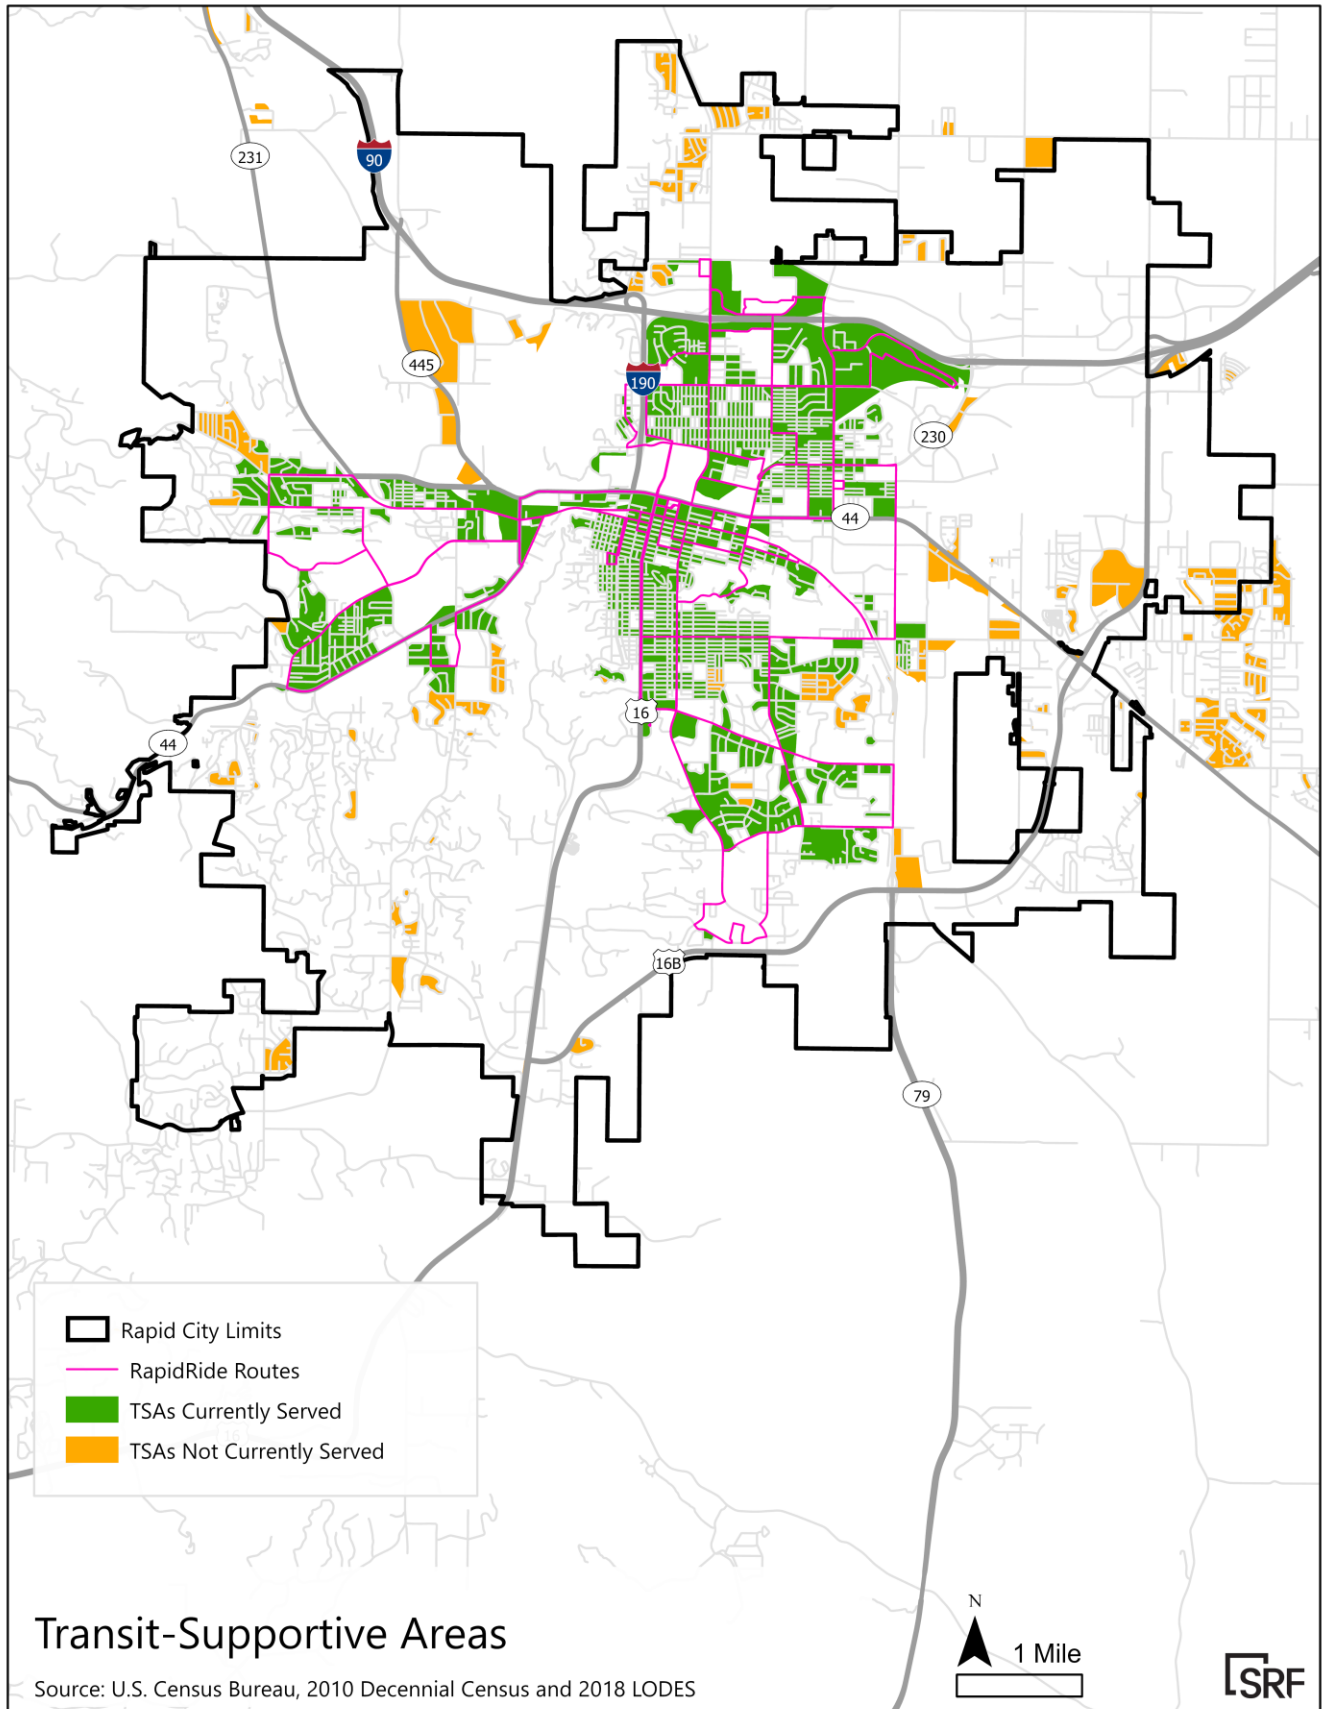 231
90
445
190
230
44
16
44
16B
79
Rapid City Limits
RapidRide Routes
TSAs Currently Served
TSAs Not Currently Served
16
Transit-Supportive Areas
Source: U.S. Census Bureau, 2010 Decennial Census and 2018 LODES
N
1 Mile
SRF